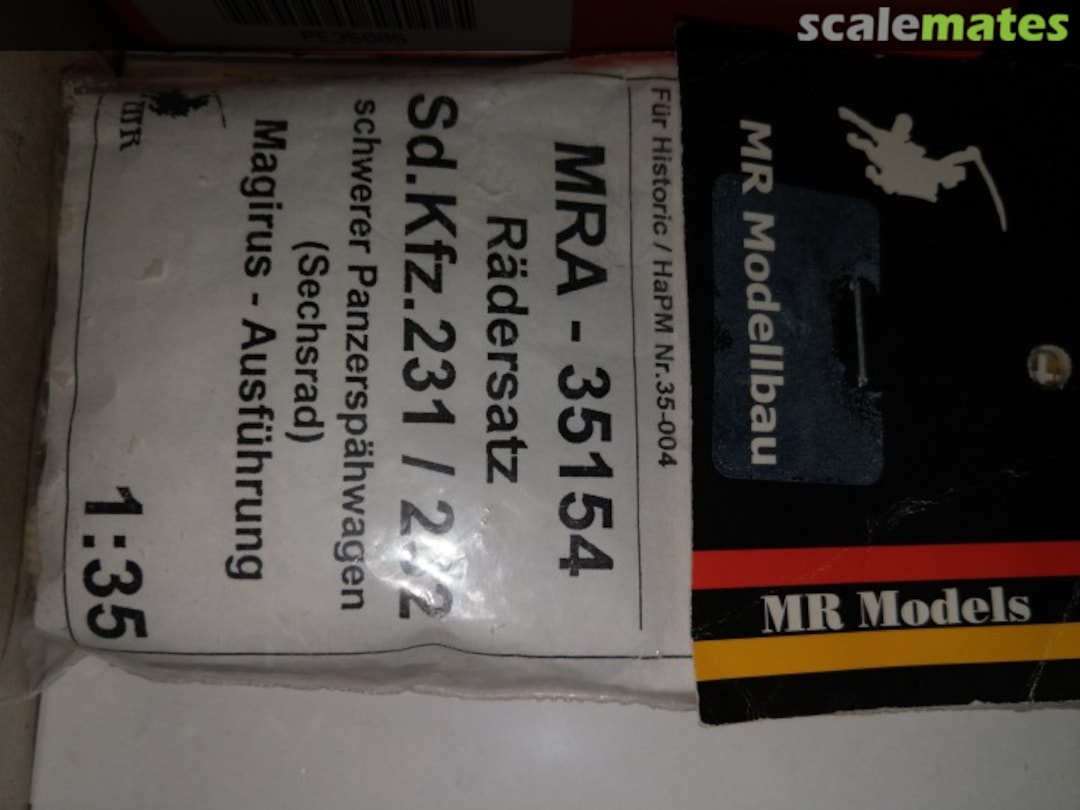 scalemates
PE35066
MR Modellbau
MR Models
Für Historic / HaPM Nr.35-004
MRA - 35154
Rädersatz
Sd.Kfz.231 / 232
schwerer Panzerspähwagen
(Sechsrad)
Magirus - Ausführung
1:35